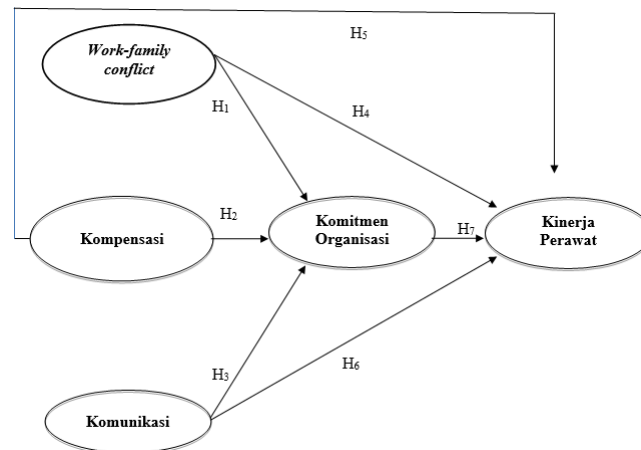 H5
Work-family
conflict
H1
H4
Kompensasi
H2
Komitmen
Organisasi
H7
Kinerja
Perawat
H3
H6
Komunikasi